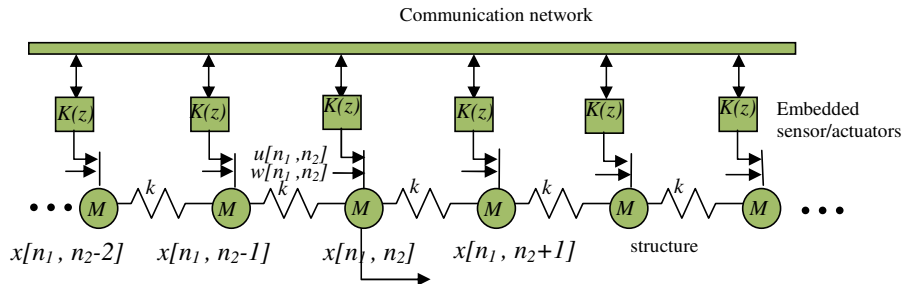 Communication network
K(z) K(z) K(z) K(z) K(z) K(z)
Embedded
sensor/actuators
u[n1 ,n2]
w[n1 ,n2]
k k k k k
M M M M M M
x[n1 , n2-2] x[n1 , n2-1] x[n1 , n2] x[n1 , n2+1] structure